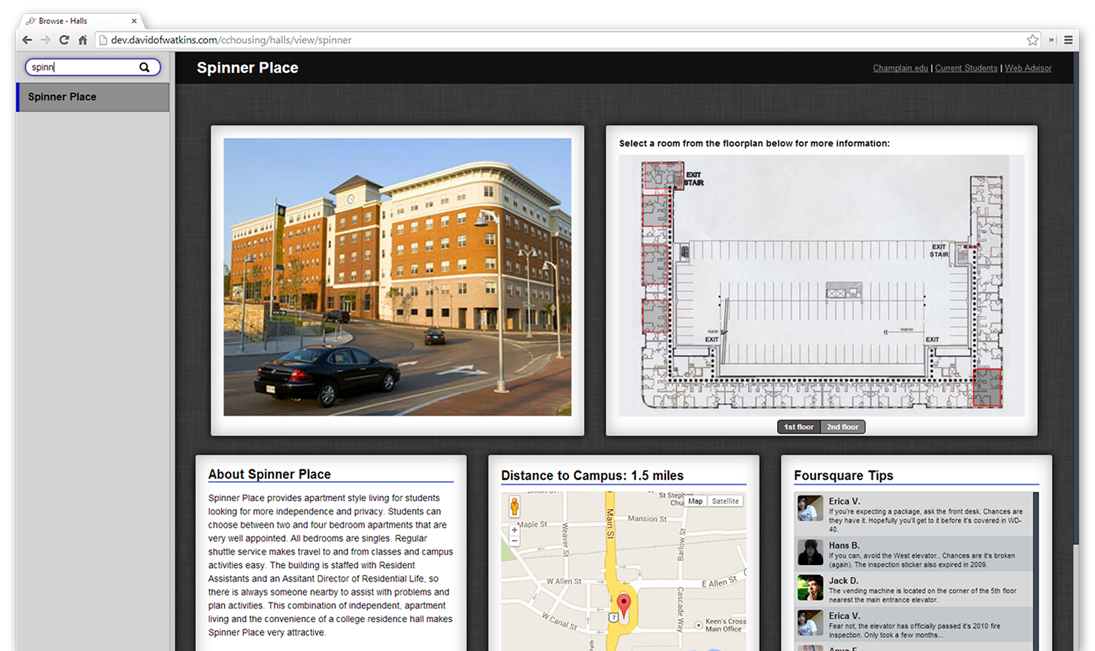 Browse - Halls
dev.davidofwatkins.com/cchousing/halls/view/spinner
spinn
Spinner Place
Spinner Place
Champlain.edu | Current Students | Web Advisor
Select a room from the floorplan below for more information:
EXIT
STAIR
EXIT
STAIR
EXIT
EXIT
1st floor
2nd floor
About Spinner Place
Spinner Place provides apartment style living for students
looking for more independence and privacy. Students can
choose between two and four bedroom apartments that are
very well appointed. All bedrooms are singles. Regular
shuttle service makes travel to and from classes and campus
activities easy. The building is staffed with Resident
Assistants and an Assitant Director of Residential Life, so
there is always someone nearby to assist with problems and
plan activities. This combination of independent, apartment
living and the convenience of a college residence hall makes
Spinner Place very attractive.
Distance to Campus: 1.5 miles
Map
Satellite
St Steph
Chu
Maple St
Mansion St
Main St
Weaver St
Barlow St
W Allen St
E Allen St
Cascade Way
W Canal St
7
Keen's Cross
Main Office
Foursquare Tips
Erica V.
If you're expecting a package, ask the front desk. Chances are
they have it. Hopefully you'll get to it before it's covered in WD-
40.
Hans B.
If you can, avoid the West elevator.. Chances are it's broken
(again). The inspection sticker also expired in 2009.
Jack D.
The vending machine is located on the corner of the 5th floor
nearest the main entrance elevator.
Erica V.
Fear not, the elevator has officially passed it's 2010 fire
inspection. Only took a few months...